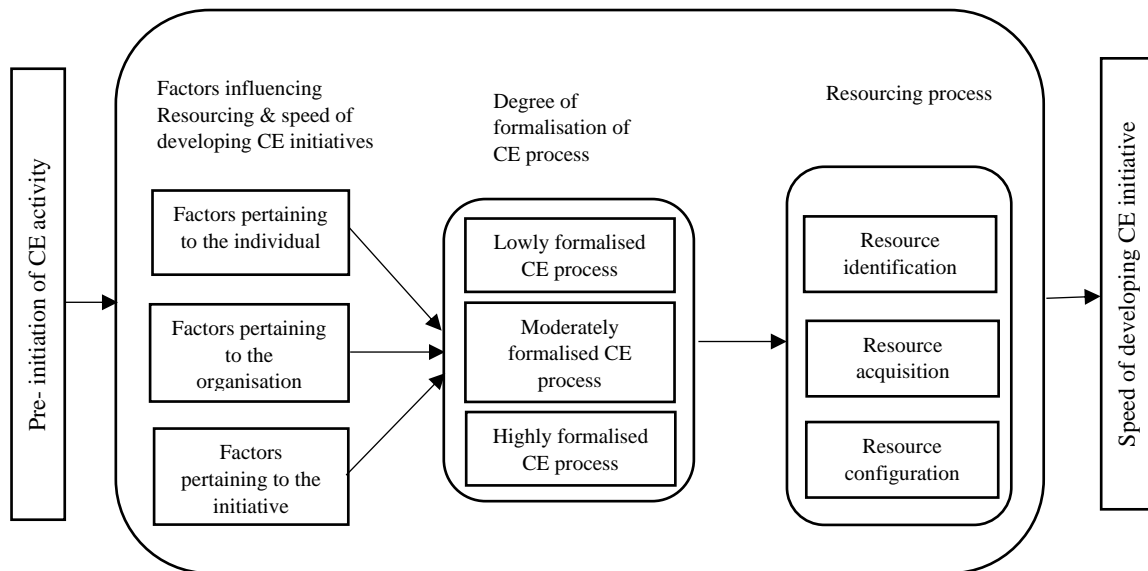 Pre- initiation of CE activity
Factors influencing
Resourcing & speed of
developing CE initiatives
Factors pertaining
to the individual
Factors pertaining
to the
organisation
Factors
pertaining to the
initiative
Degree of
formalisation of
CE process
Lowly formalised
CE process
Moderately
formalised CE
process
Highly formalised
CE process
Resourcing process
Resource
identification
Resource
acquisition
Resource
configuration
Speed of developing CE initiative